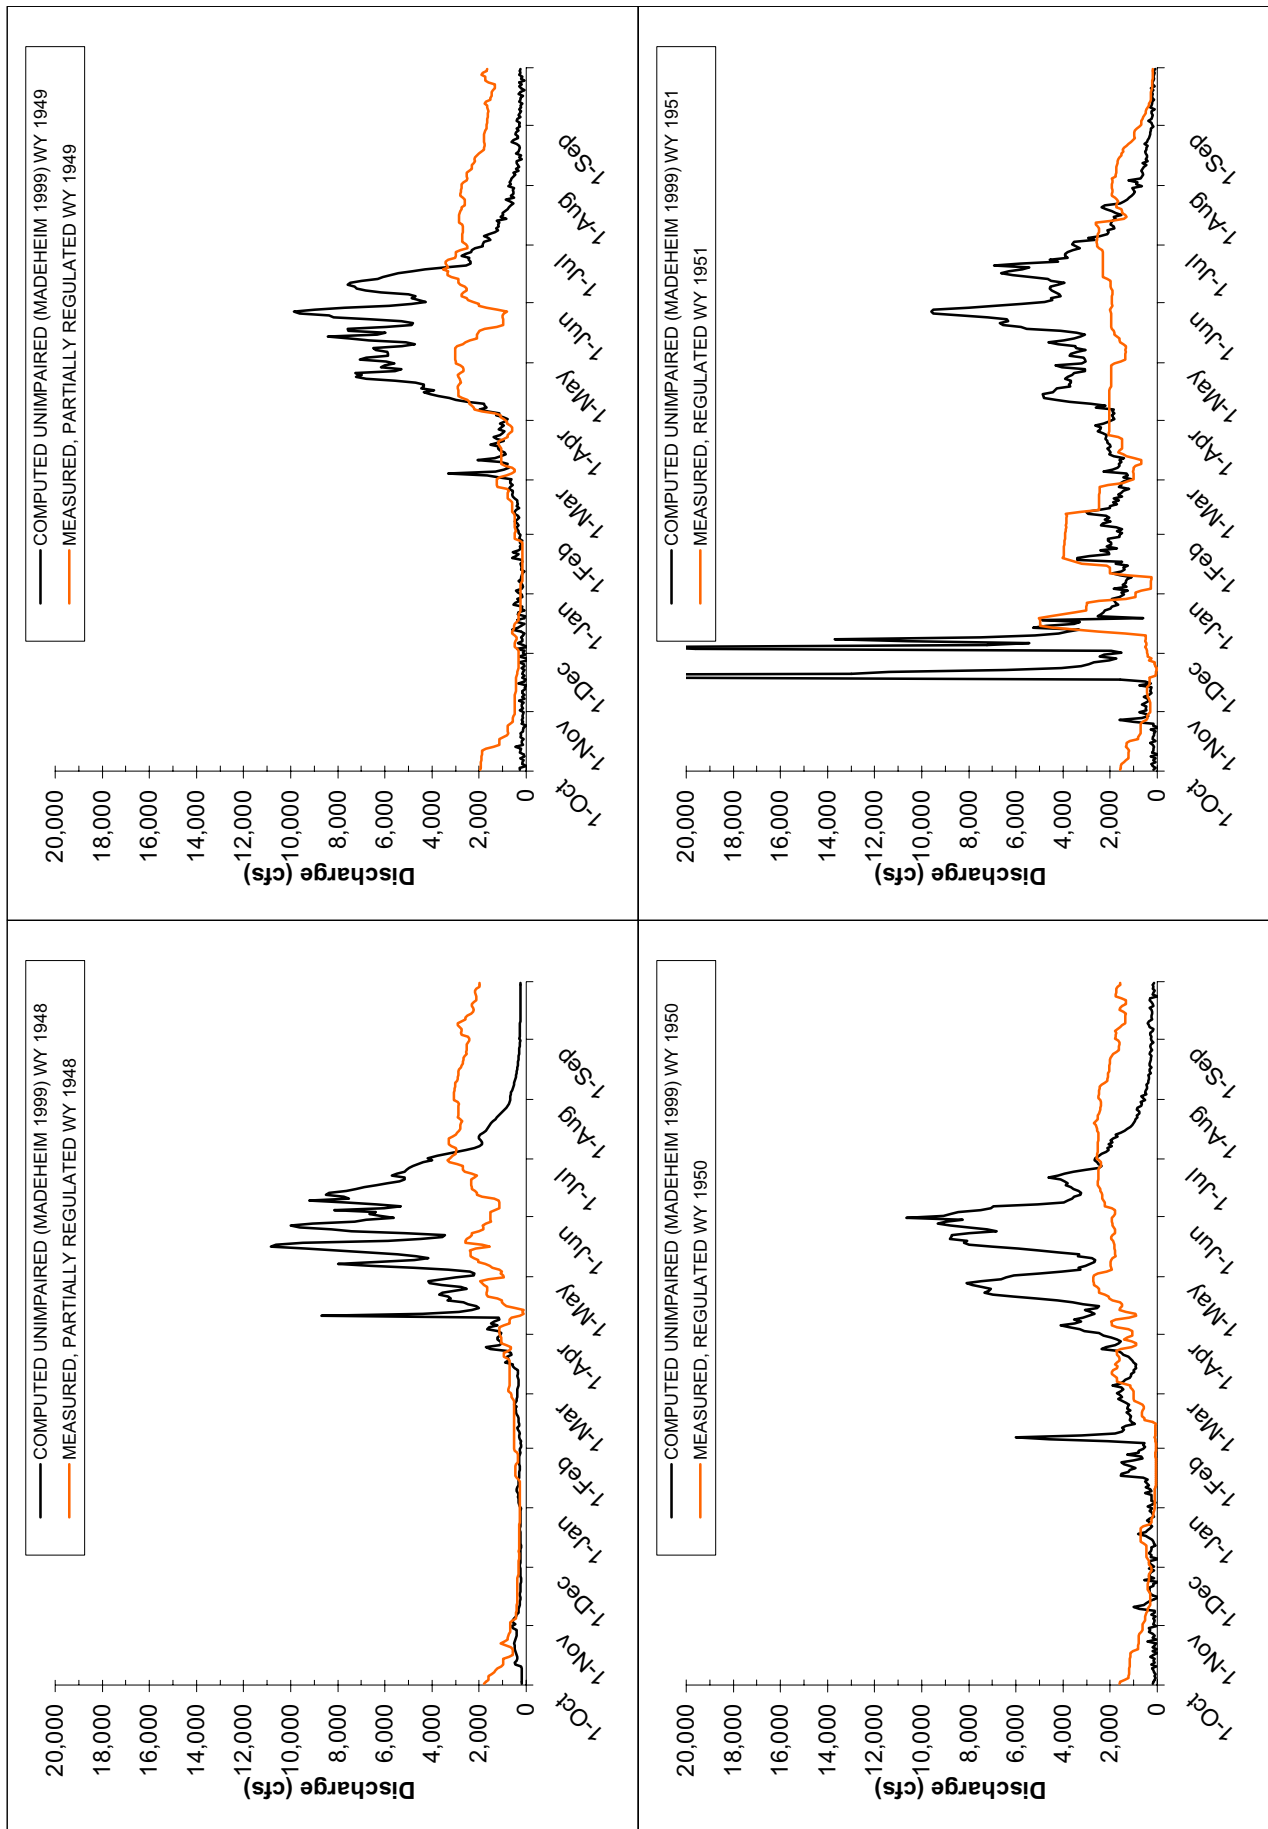 COMPUTED UNIMPAIRED (MADEHEIM 1999) WY 1948
MEASURED, PARTIALLY REGULATED WY 1948
Discharge (cfs)
20,000
18,000
16,000
14,000
12,000
10,000
8,000
6,000
4,000
2,000
0
1-Oct
1-Nov
1-Dec
1-Jan
1-Feb
1-Mar
1-Apr
1-May
1-Jun
1-Jul
1-Aug
1-Sep
COMPUTED UNIMPAIRED (MADEHEIM 1999) WY 1949
MEASURED, PARTIALLY REGULATED WY 1949
Discharge (cfs)
20,000
18,000
16,000
14,000
12,000
10,000
8,000
6,000
4,000
2,000
0
1-Oct
1-Nov
1-Dec
1-Jan
1-Feb
1-Mar
1-Apr
1-May
1-Jun
1-Jul
1-Aug
1-Sep
COMPUTED UNIMPAIRED (MADEHEIM 1999) WY 1950
MEASURED, REGULATED WY 1950
Discharge (cfs)
20,000
18,000
16,000
14,000
12,000
10,000
8,000
6,000
4,000
2,000
0
1-Oct
1-Nov
1-Dec
1-Jan
1-Feb
1-Mar
1-Apr
1-May
1-Jun
1-Jul
1-Aug
1-Sep
COMPUTED UNIMPAIRED (MADEHEIM 1999) WY 1951
MEASURED, REGULATED WY 1951
Discharge (cfs)
20,000
18,000
16,000
14,000
12,000
10,000
8,000
6,000
4,000
2,000
0
1-Oct
1-Nov
1-Dec
1-Jan
1-Feb
1-Mar
1-Apr
1-May
1-Jun
1-Jul
1-Aug
1-Sep